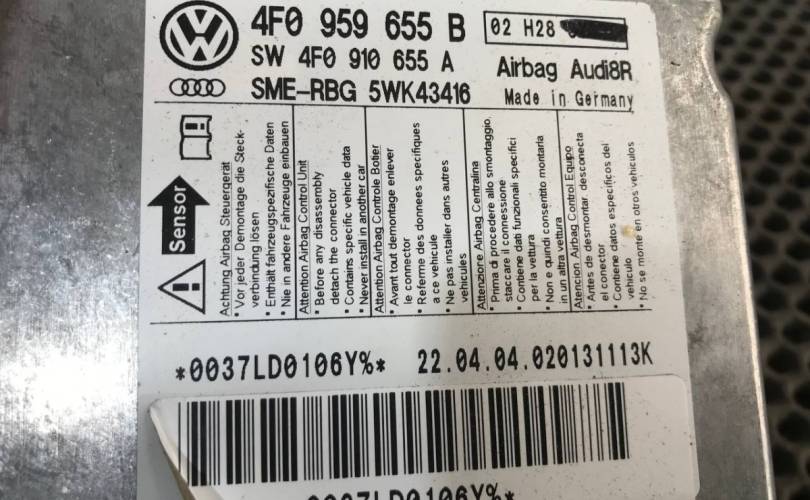 4F0 959 655 B
02 H28
SW 4F0 910 655 A
Airbag Audi8R
SME-RBG 5WK43416
Made in Germany
Sensor
Achtung Airbag Steuergerät
• Vor jeder Demontage die Steck-
verbindung lösen
• Enthält fahrzeugspezifische Daten
• Nie in andere Fahrzeuge einbauen
Attention Airbag Control Unit
• Before any disassembly
detach the connector
• Contains specific vehicle data
• Never install in another car
Attention Airbag Controle Boîtier
• Avant tout demontage enlever
le connector
• Referme des donnees specifiques
a ce vehicule
• Ne pas installer dans autres
vehicules
Attenzione Airbag Centralina
• Prima di procedere allo smontaggio,
staccare il connessione
• Contiene dati funzionali specifici
per la vettura
• Non e quindi consentito montarla
in un altra vettura
Atencion Airbag Control Equipo
• Antes de desmontar, desconecta
el conector
• Contiene datos especificos del
vehiculo
• No se monte en otros vehiculos
*0037LD0106Y%*
22.04.04.020131113K
0037LD0106Y%*